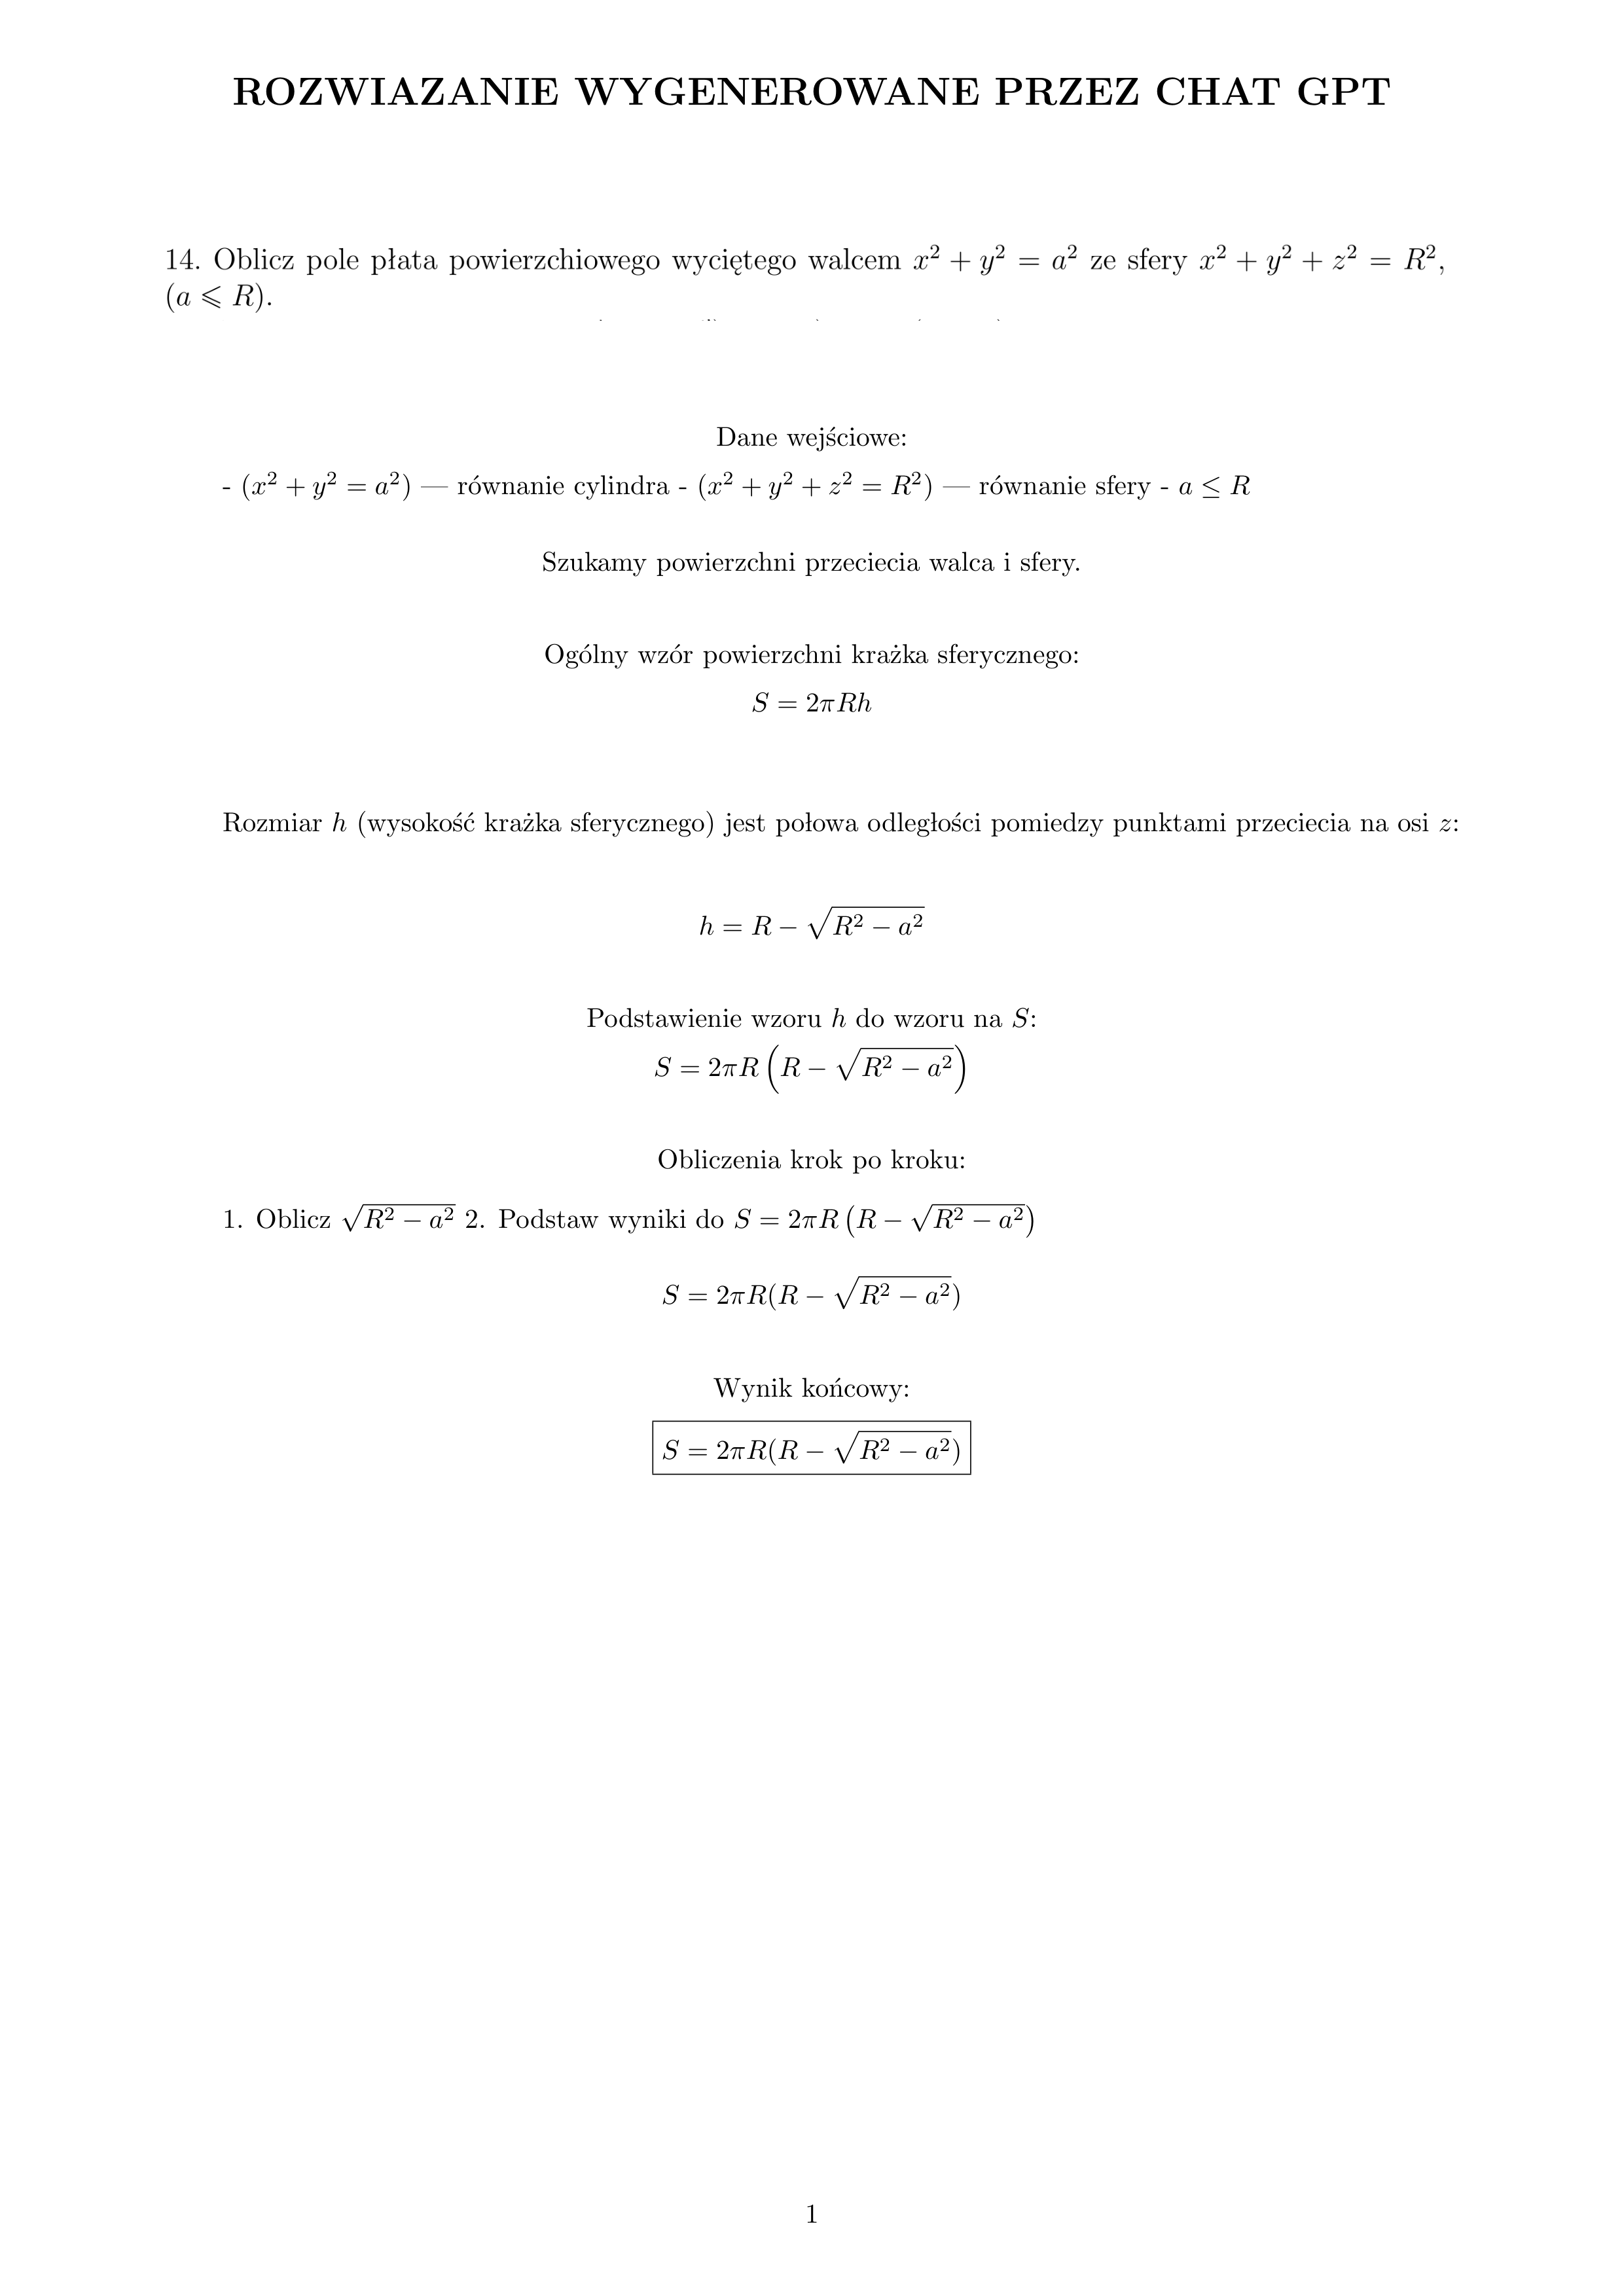 ROZWIAZANIE WYGENEROWANE PRZEZ CHAT GPT
14. Oblicz pole płata powierzchiowego wyciętego walcem $x^2 + y^2 = a^2$ ze sfery $x^2 + y^2 + z^2 = R^2$,
$(a \leqslant R)$.
Dane wejściowe:
- $(x^2 + y^2 = a^2)$ — równanie cylindra - $(x^2 + y^2 + z^2 = R^2)$ — równanie sfery - $a \leq R$
Szukamy powierzchni przeciecia walca i sfery.
Ogólny wzór powierzchni krażka sferycznego:
$S = 2\pi Rh$
Rozmiar $h$ (wysokość krażka sferycznego) jest połowa odległości pomiedzy punktami przeciecia na osi $z$:
$h = R - \sqrt{R^2 - a^2}$
Podstawienie wzoru $h$ do wzoru na $S$:
$S = 2\pi R \left( R - \sqrt{R^2 - a^2} \right)$
Obliczenia krok po kroku:
1. Oblicz $\sqrt{R^2 - a^2}$ 2. Podstaw wyniki do $S = 2\pi R \left( R - \sqrt{R^2 - a^2} \right)$
$S = 2\pi R(R - \sqrt{R^2 - a^2})$
Wynik końcowy:
$S = 2\pi R(R - \sqrt{R^2 - a^2})$
1